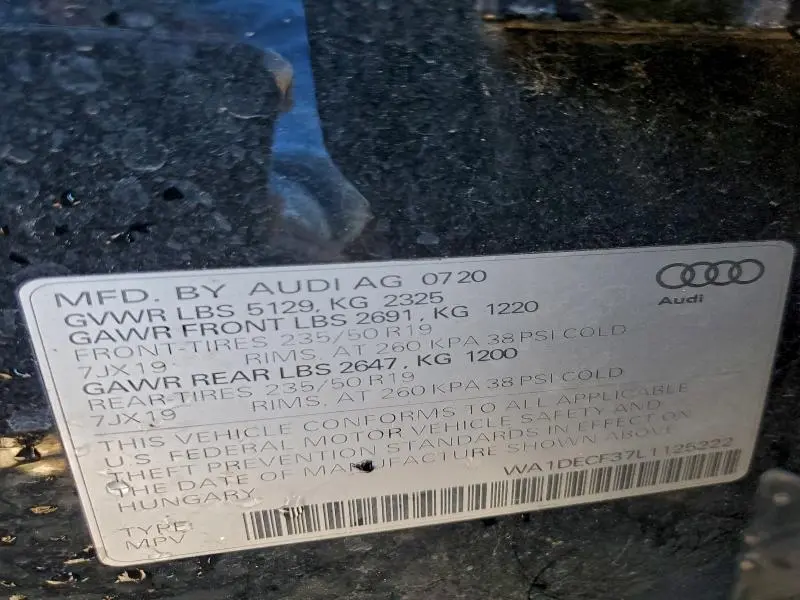 MFD. BY AUDI AG 0720
GVWR LBS 5129, KG 2325
GAWR FRONT LBS 2691, KG 1220
FRONT-TIRES 235/50 R19
7JX19 RIMS, AT 260 KPA 38 PSI COLD
GAWR REAR LBS 2647, KG 1200
REAR-TIRES 235/50 R19
7JX19 RIMS, AT 260 KPA 38 PSI COLD
THIS VEHICLE CONFORMS TO ALL APPLICABLE
U.S. FEDERAL MOTOR VEHICLE SAFETY AND
THEFT PREVENTION STANDARDS IN EFFECT ON
THE DATE OF MANUFACTURE SHOWN ABOVE
HUNGARY
WA1DECF37L1125222
TYPE:
MPV
Audi